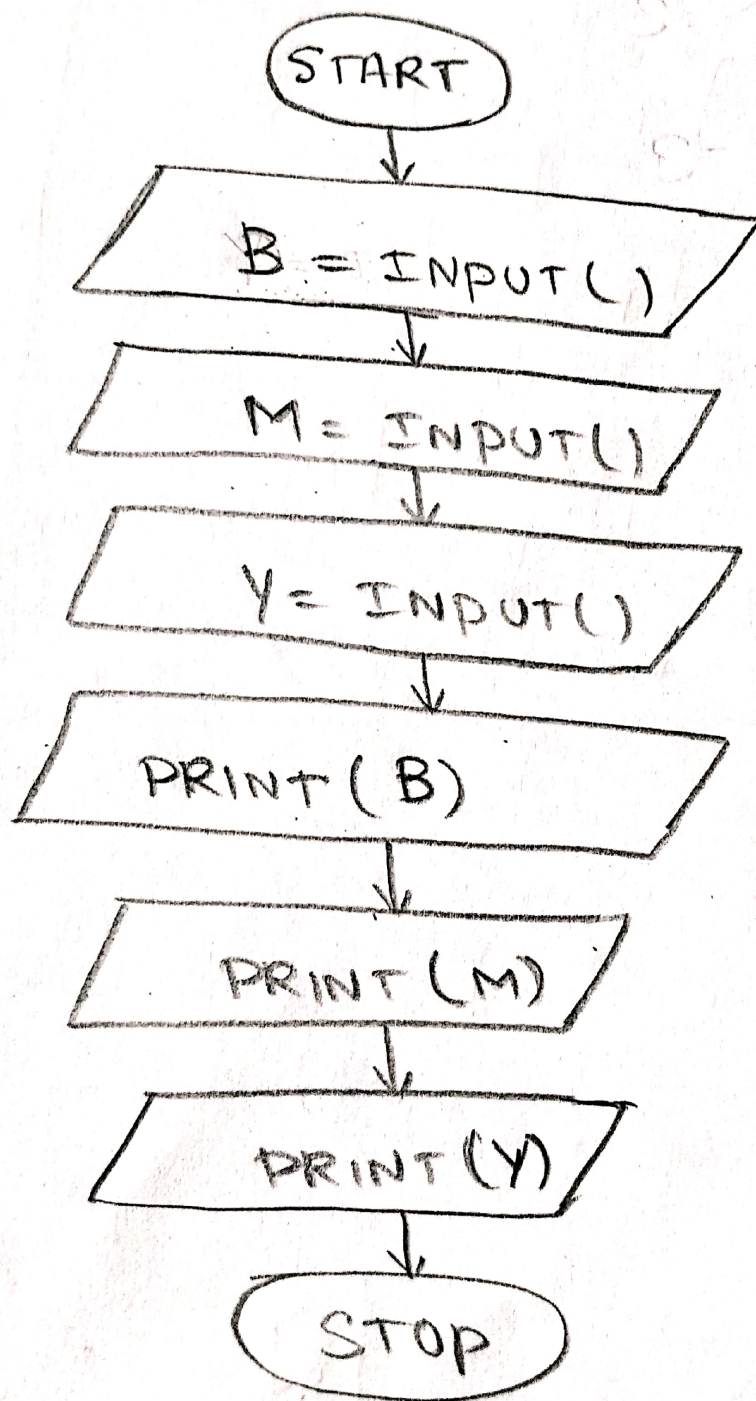 START
B = INPUT()
M = INPUT()
Y = INPUT()
PRINT (B)
PRINT (M)
PRINT (Y)
STOP